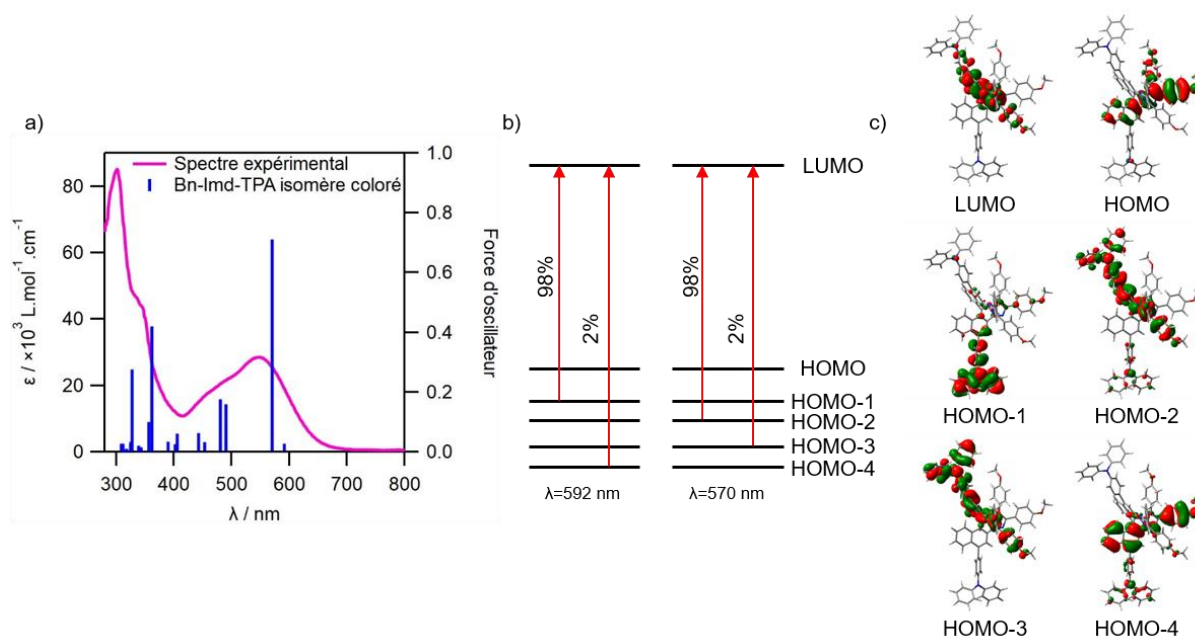 a)
Spectre expérimental
Bn-Imd-TPA isomère coloré
ε / ×10³ L.mol⁻¹.cm⁻¹
80
60
40
20
0
1.0
0.8
0.6
0.4
0.2
0.0
Force d'oscillateur
300 400 500 600 700 800
λ / nm
b)
LUMO
98%
2%
98%
2%
HOMO
HOMO-1
HOMO-2
HOMO-3
HOMO-4
λ=592 nm
λ=570 nm
c)
LUMO
HOMO
HOMO-1
HOMO-2
HOMO-3
HOMO-4